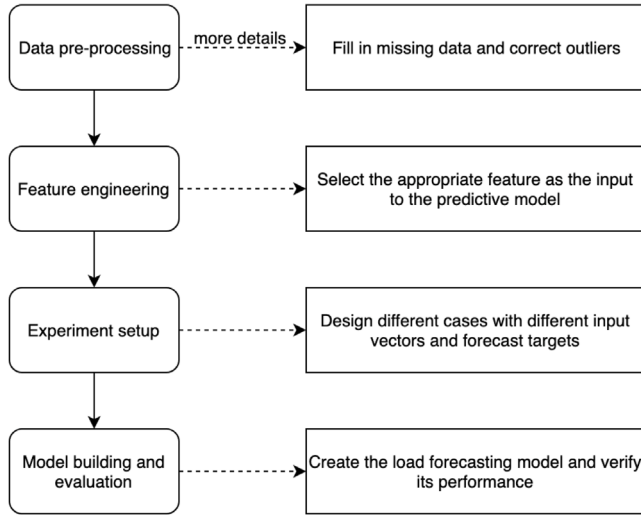 Data pre-processing
more details
Fill in missing data and correct outliers
Feature engineering
Select the appropriate feature as the input
to the predictive model
Experiment setup
Design different cases with different input
vectors and forecast targets
Model building and
evaluation
Create the load forecasting model and verify
its performance